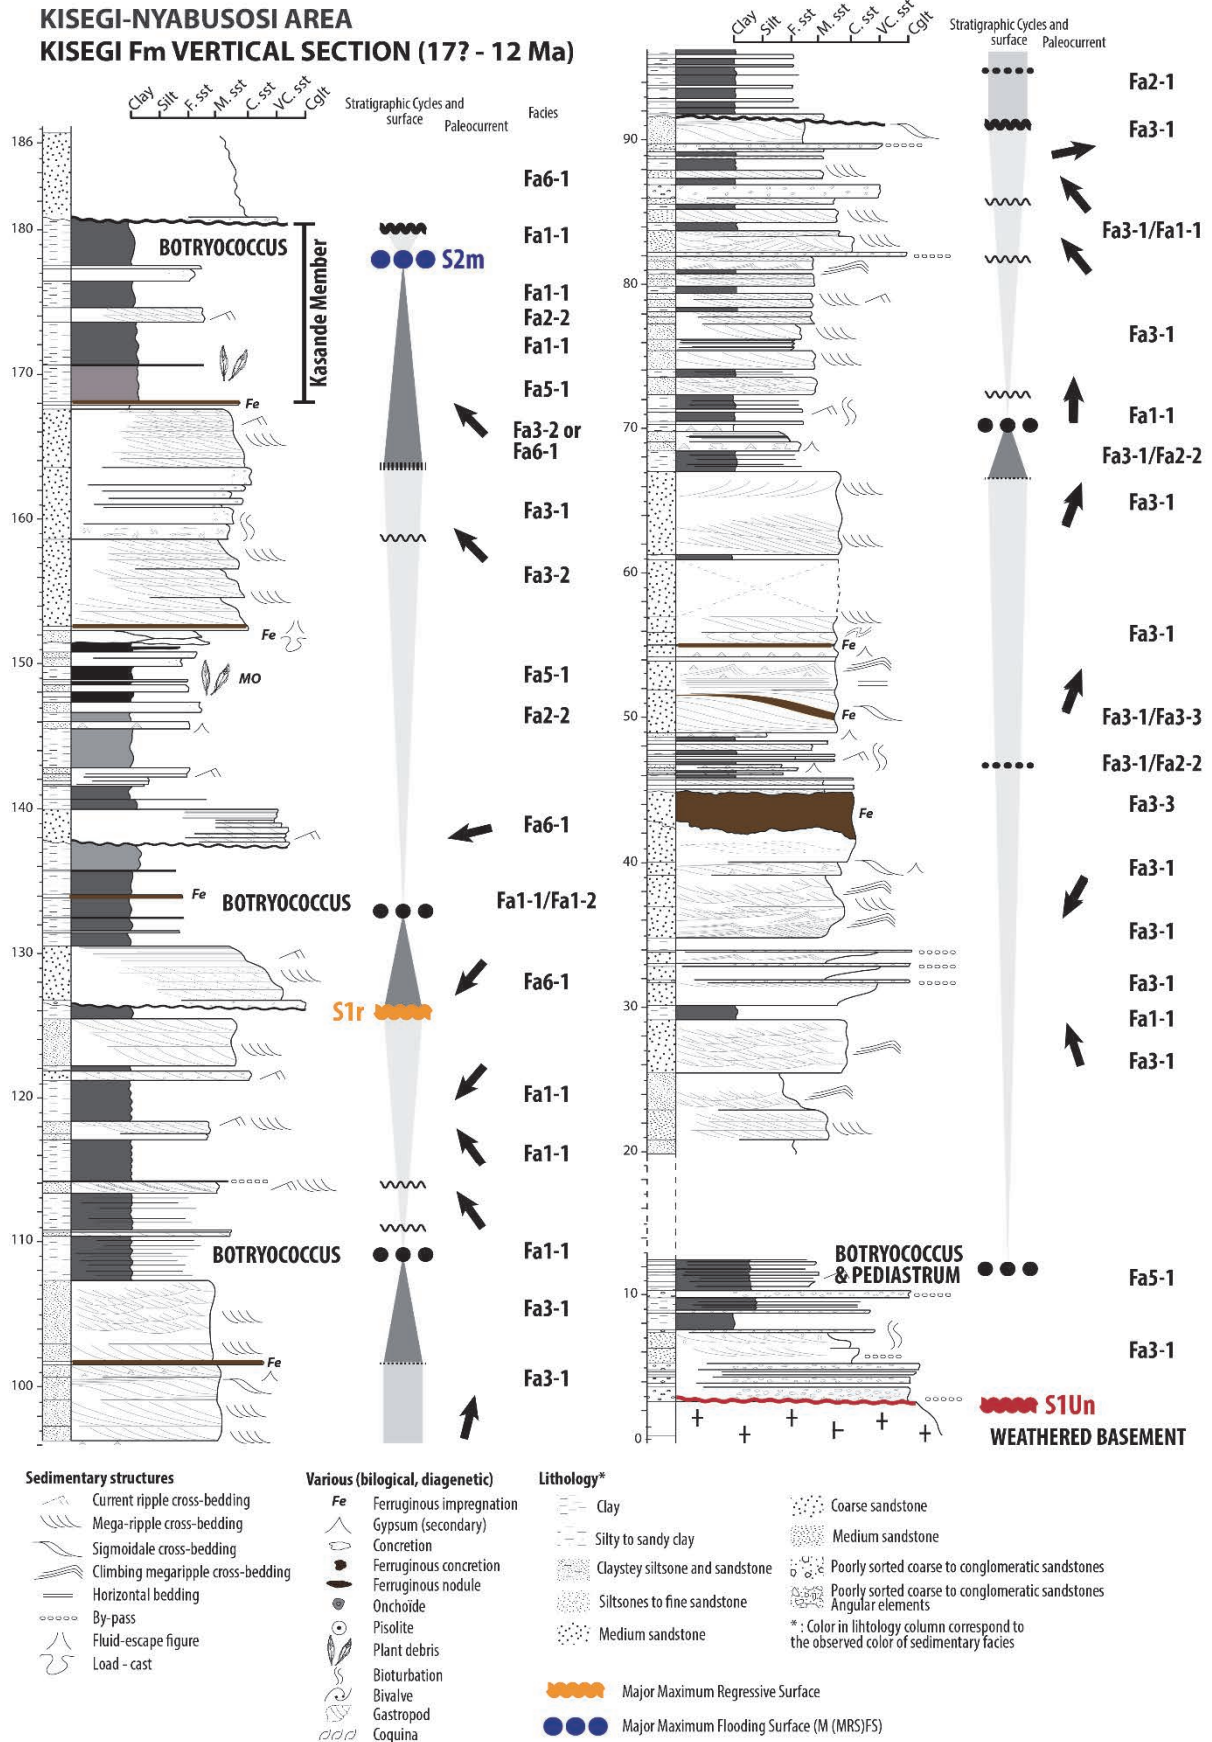 KISEGI-NYABUSOSI AREA
KISEGI Fm VERTICAL SECTION (17? - 12 Ma)
Clay
Silt
F. sst
M. sst
C. sst
VC. sst
Cglt
Stratigraphic Cycles and
surface
Paleocurrent
Facies
186
180
170
160
150
140
130
120
110
100
BOTRYOCOCCUS
Kasande Member
Fe
Fe
MO
Fe
BOTRYOCOCCUS
BOTRYOCOCCUS
Fe
S2m
S1r
Fa6-1
Fa1-1
Fa1-1
Fa2-2
Fa1-1
Fa5-1
Fa3-2 or
Fa6-1
Fa3-1
Fa3-2
Fa5-1
Fa2-2
Fa6-1
Fa1-1/Fa1-2
Fa6-1
Fa1-1
Fa1-1
Fa1-1
Fa3-1
Fa3-1
Clay
Silt
F. sst
M. sst
C. sst
VC. sst
Cglt
Stratigraphic Cycles and
surface
Paleocurrent
90
80
70
60
50
40
30
20
10
0
Fe
Fe
Fe
BOTRYOCOCCUS
& PEDIASTRUM
S1Un
WEATHERED BASEMENT
Fa2-1
Fa3-1
Fa3-1/Fa1-1
Fa3-1
Fa1-1
Fa3-1/Fa2-2
Fa3-1
Fa3-1
Fa3-1/Fa3-3
Fa3-1/Fa2-2
Fa3-3
Fa3-1
Fa3-1
Fa3-1
Fa1-1
Fa3-1
Fa5-1
Fa3-1
Sedimentary structures
Current ripple cross-bedding
Mega-ripple cross-bedding
Sigmoidale cross-bedding
Climbing megaripple cross-bedding
Horizontal bedding
By-pass
Fluid-escape figure
Load - cast
Various (bilogical, diagenetic)
Fe Ferruginous impregnation
Gypsum (secondary)
Concretion
Ferruginous concretion
Ferruginous nodule
Onchoïde
Pisolite
Plant debris
Bioturbation
Bivalve
Gastropod
Coquina
Lithology*
Clay
Silty to sandy clay
Claystey siltsone and sandstone
Siltsones to fine sandstone
Medium sandstone
Coarse sandstone
Medium sandstone
Poorly sorted coarse to conglomeratic sandstones
Poorly sorted coarse to conglomeratic sandstones
Angular elements
* : Color in lihtology column correspond to
the observed color of sedimentary facies
Major Maximum Regressive Surface
Major Maximum Flooding Surface (M (MRS)FS)